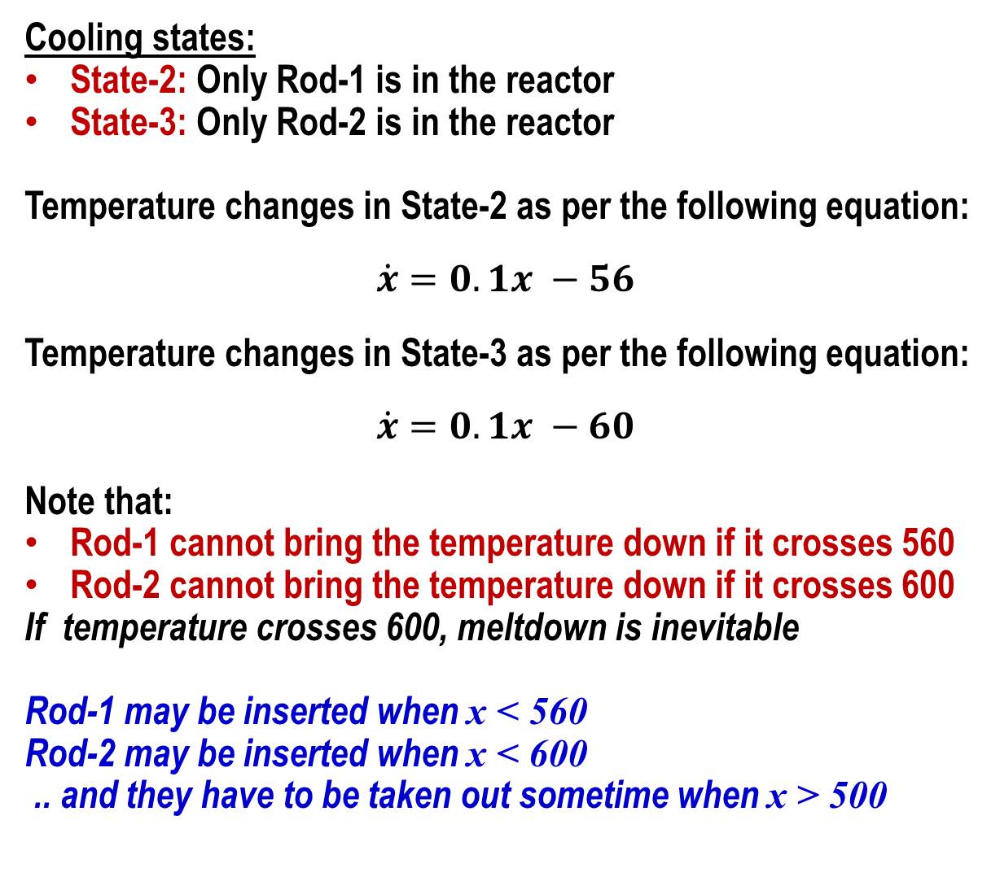 Cooling states:
• State-2: Only Rod-1 is in the reactor
• State-3: Only Rod-2 is in the reactor
Temperature changes in State-2 as per the following equation:
ẋ = 0.1x − 56
Temperature changes in State-3 as per the following equation:
ẋ = 0.1x − 60
Note that:
• Rod-1 cannot bring the temperature down if it crosses 560
• Rod-2 cannot bring the temperature down if it crosses 600
If temperature crosses 600, meltdown is inevitable
Rod-1 may be inserted when x < 560
Rod-2 may be inserted when x < 600
.. and they have to be taken out sometime when x > 500